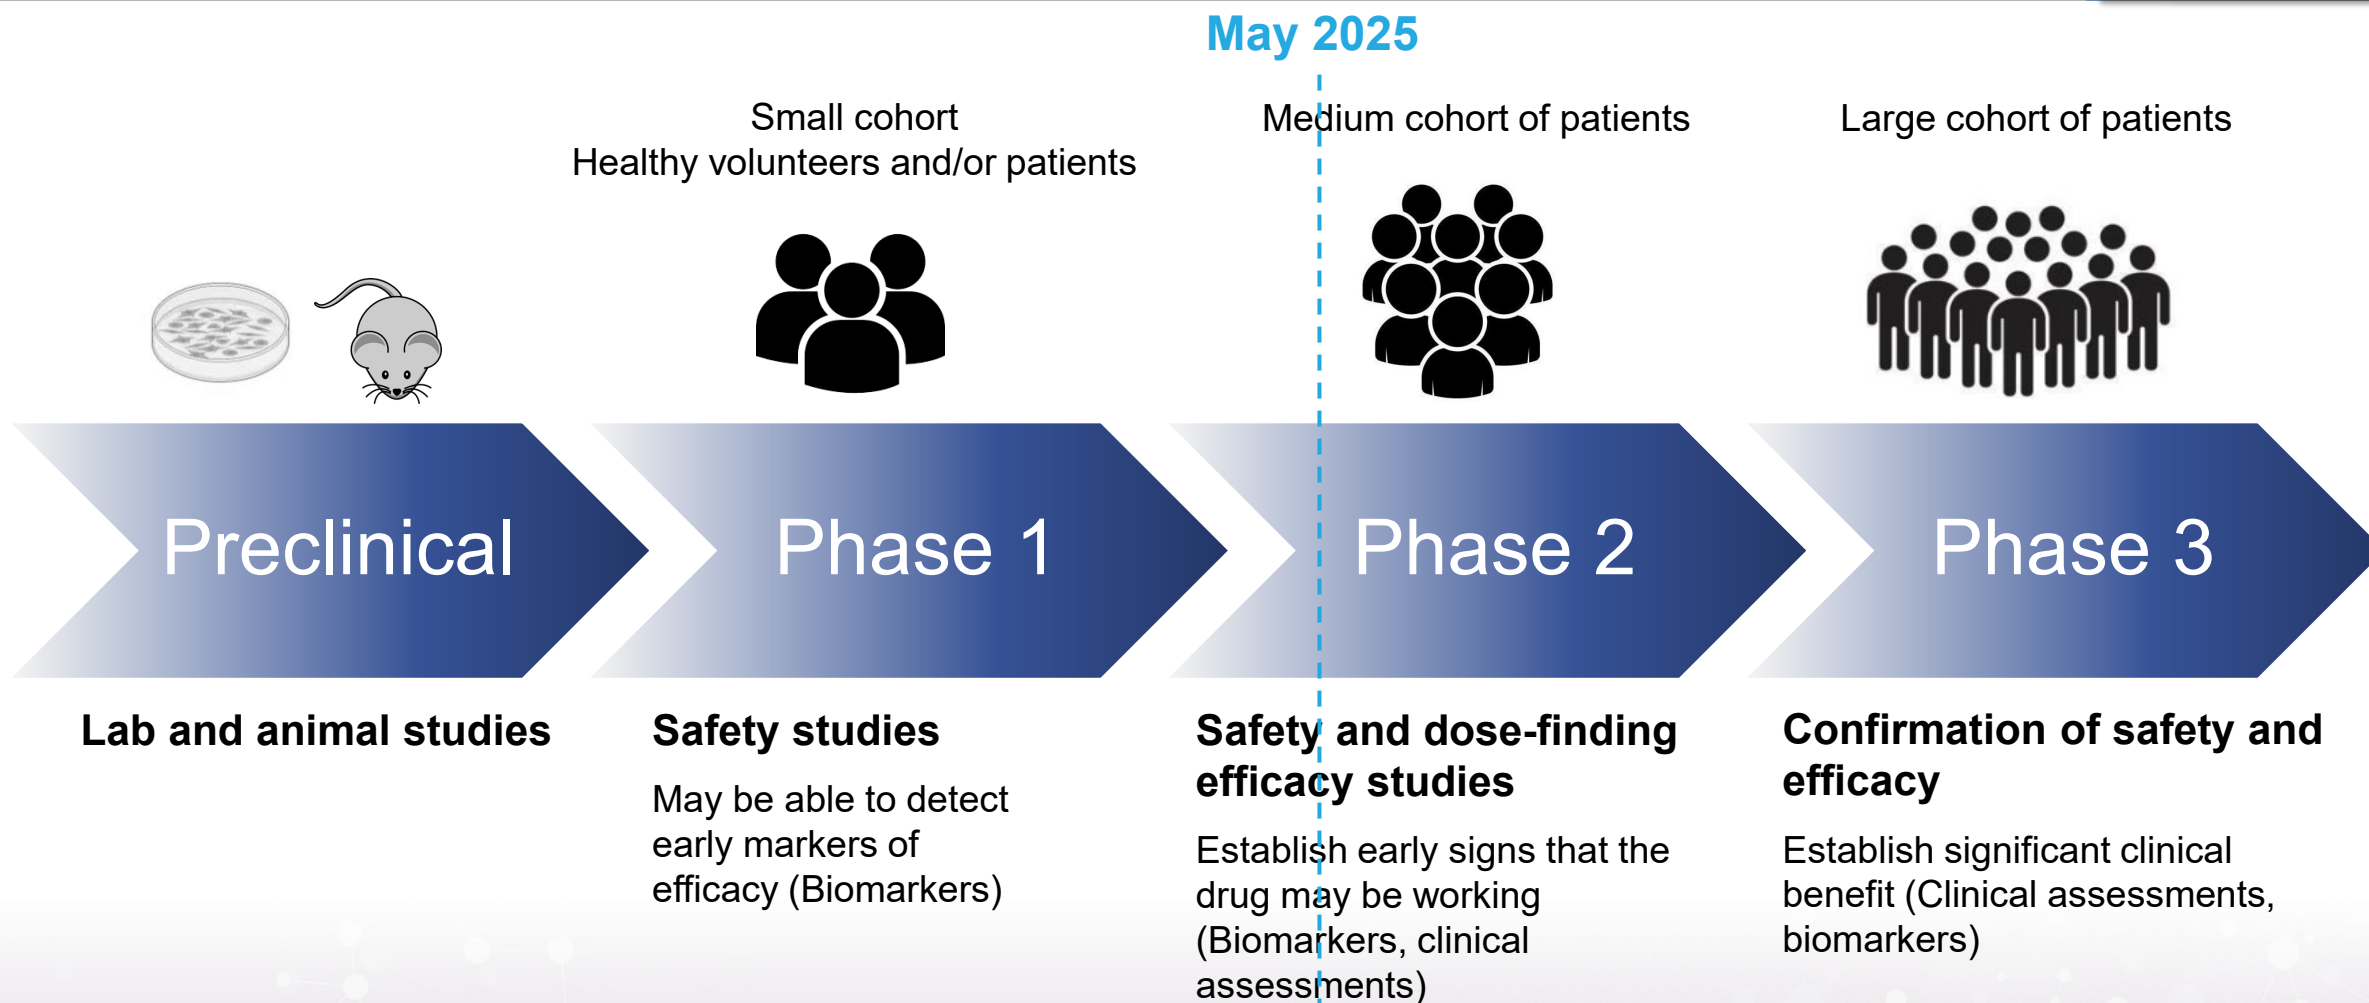 May 2025
Small cohort
Healthy volunteers and/or patients
Medium cohort of patients
Large cohort of patients
Preclinical
Phase 1
Phase 2
Phase 3
Lab and animal studies
Safety studies
May be able to detect
early markers of
efficacy (Biomarkers)
Safety and dose-finding
efficacy studies
Establish early signs that the
drug may be working
(Biomarkers, clinical
assessments)
Confirmation of safety and
efficacy
Establish significant clinical
benefit (Clinical assessments,
biomarkers)